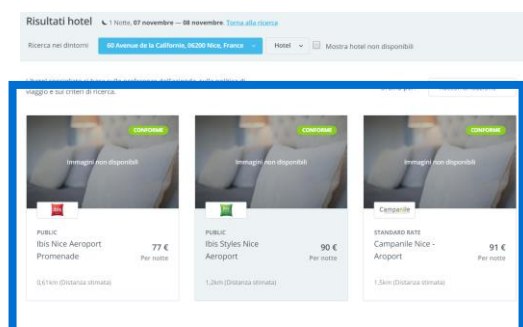 Risultati hotel 1 Notte, 07 novembre — 08 novembre. Torna alla ricerca
Ricerca nei dintorni 60 Avenue de la Californie, 06200 Nice, France Hotel Mostra hotel non disponibili
viaggio e sui criteri di ricerca.
CONFORME CONFORME CONFORME
Immagini non disponibili Immagini non disponibili Immagini non disponibili
ibis Campanile
PUBLIC PUBLIC STANDARD RATE
Ibis Nice Aeroport 77 € Ibis Styles Nice 90 € Campanile Nice - 91 €
Promenade Per notte Aeroport Per notte Aroport Per notte
0,61km (Distanza stimata) 1,2km (Distanza stimata) 1,5km (Distanza stimata)